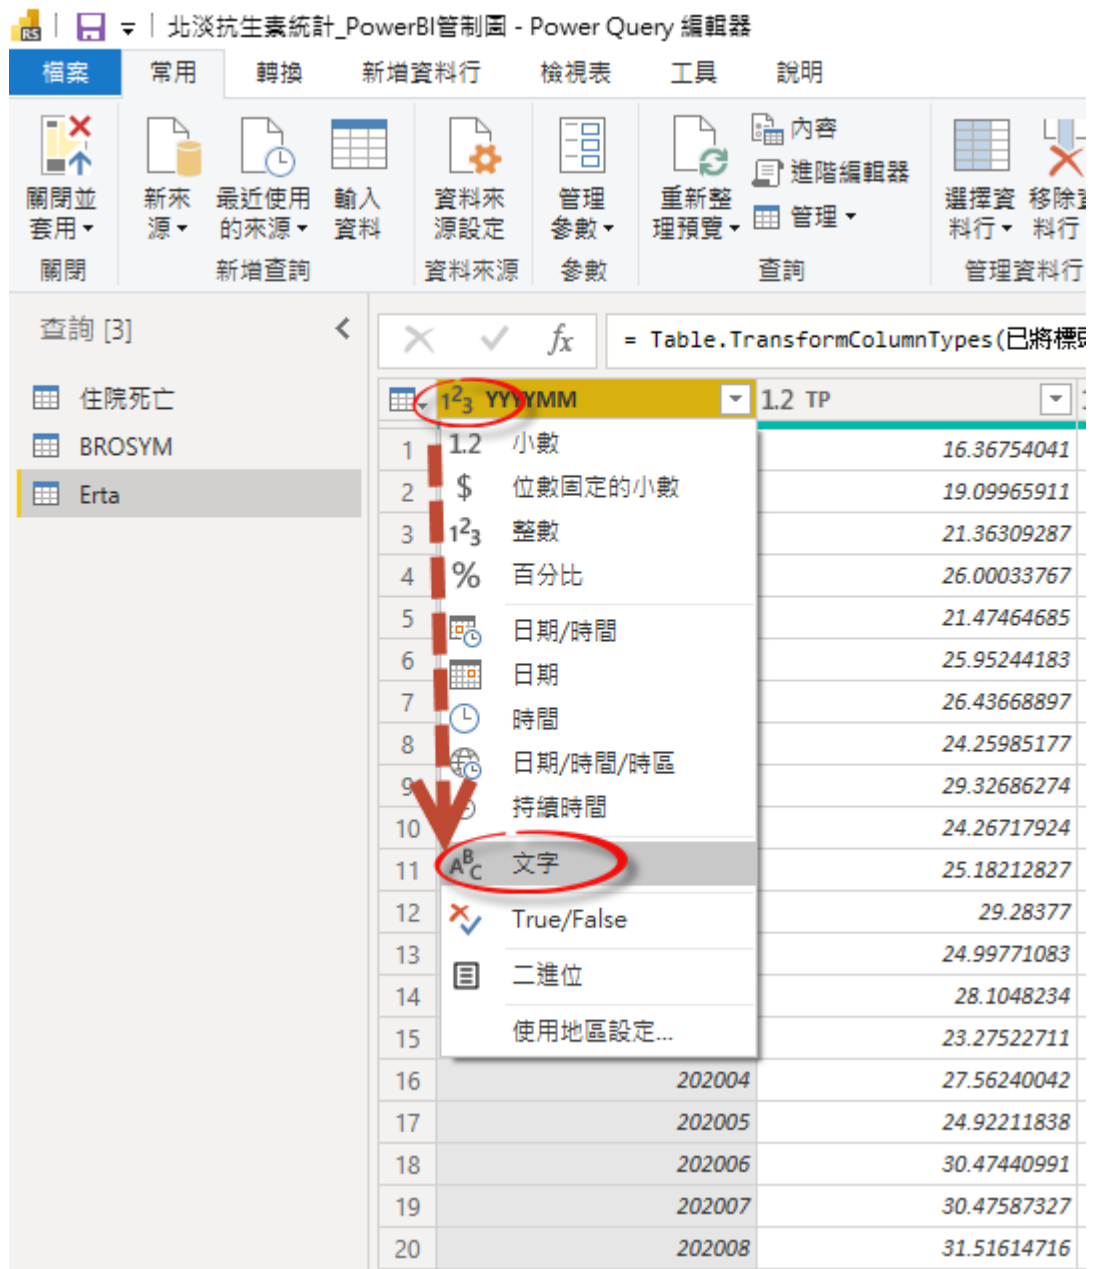 北淡抗生素統計_PowerBI管制圖 - Power Query 編輯器
檔案 常用 轉換 新增資料行 檢視表 工具 說明
關閉並套用 新來源 最近使用的來源 輸入資料 資料來源設定 管理參數 重新整理預覽 內容 進階編輯器 管理 選擇資料行 移除資料行
關閉 新增查詢 資料來源 參數 查詢 管理資料行
查詢 [3]
fx = Table.TransformColumnTypes(已將標
住院死亡
BROSYM
Erta
123 YYYYMM 1.2 TP
1 16.36754041
2 19.09965911
3 21.36309287
4 26.00033767
5 21.47464685
6 25.95244183
7 26.43668897
8 24.25985177
9 29.32686274
10 24.26717924
11 25.18212827
12 29.28377
13 24.99771083
14 28.1048234
15 23.27522711
16 202004 27.56240042
17 202005 24.92211838
18 202006 30.47440991
19 202007 30.47587327
20 202008 31.51614716
1.2 小數
$ 位數固定的小數
123 整數
% 百分比
日期/時間
日期
時間
日期/時間/時區
持續時間
ABC 文字
True/False
二進位
使用地區設定...